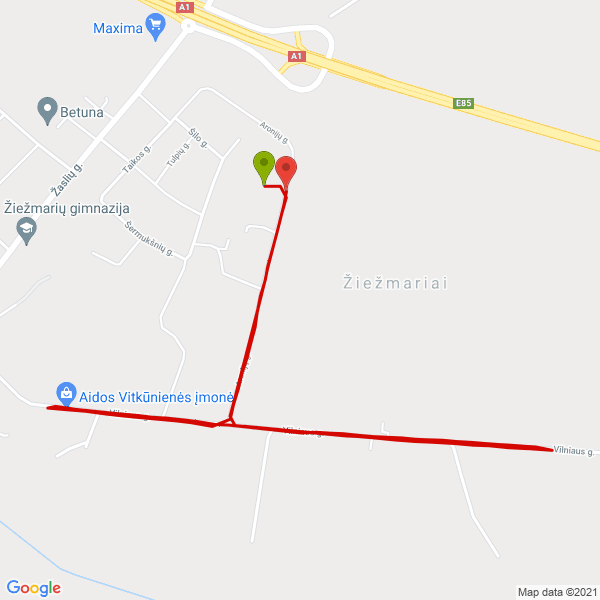 A1
Maxima
A1
E85
Betuna
Aronijų g.
Šilo g.
Tulpių g.
Taikos g.
Žaslių g.
Žiežmarių gimnazija
Šermukšnių g.
Žiežmariai
Aidos Vitkūnienės įmonė
Vilniaus g.
Vilniaus g.
Google
Map data ©2021